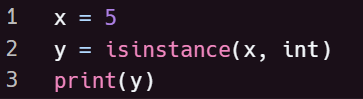 1 x = 5
2 y = isinstance(x, int)
3 print(y)